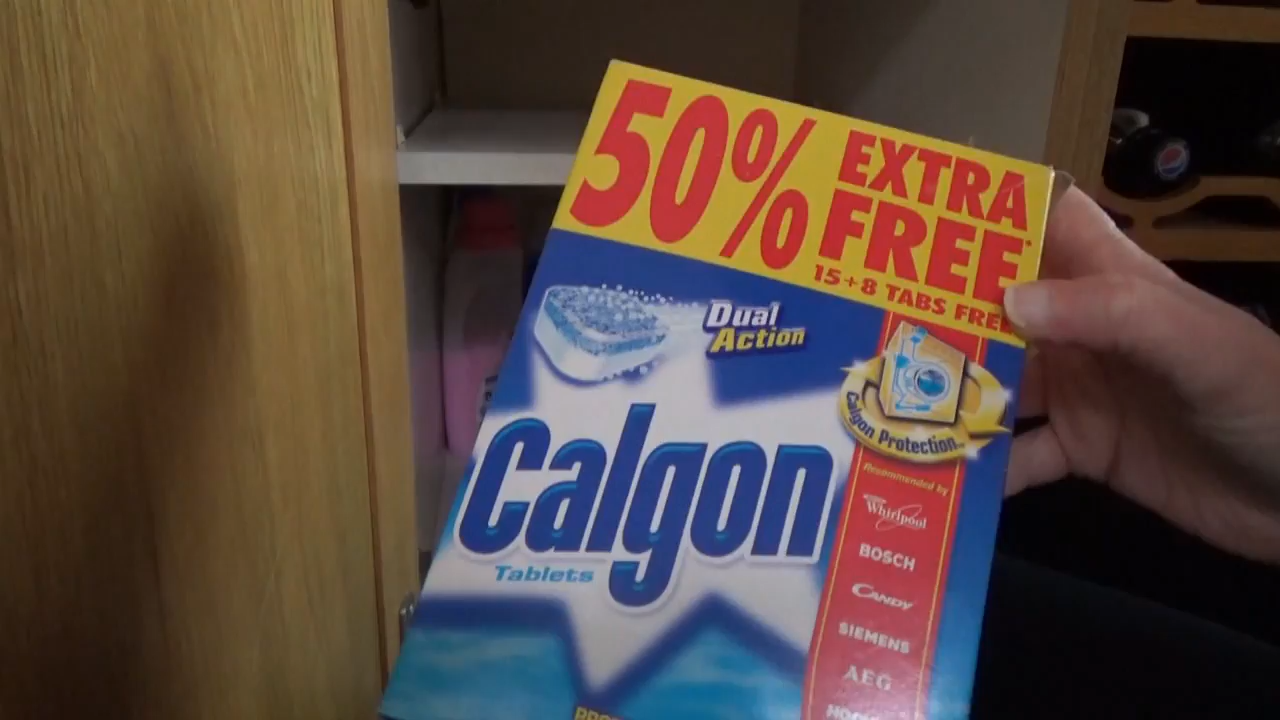 50% EXTRA
FREE*
15+8 TABS FREE
Dual
Action
Calgon Protection™
Calgon
Tablets
Recommended by
Whirlpool
BOSCH
CANDY
SIEMENS
AEG